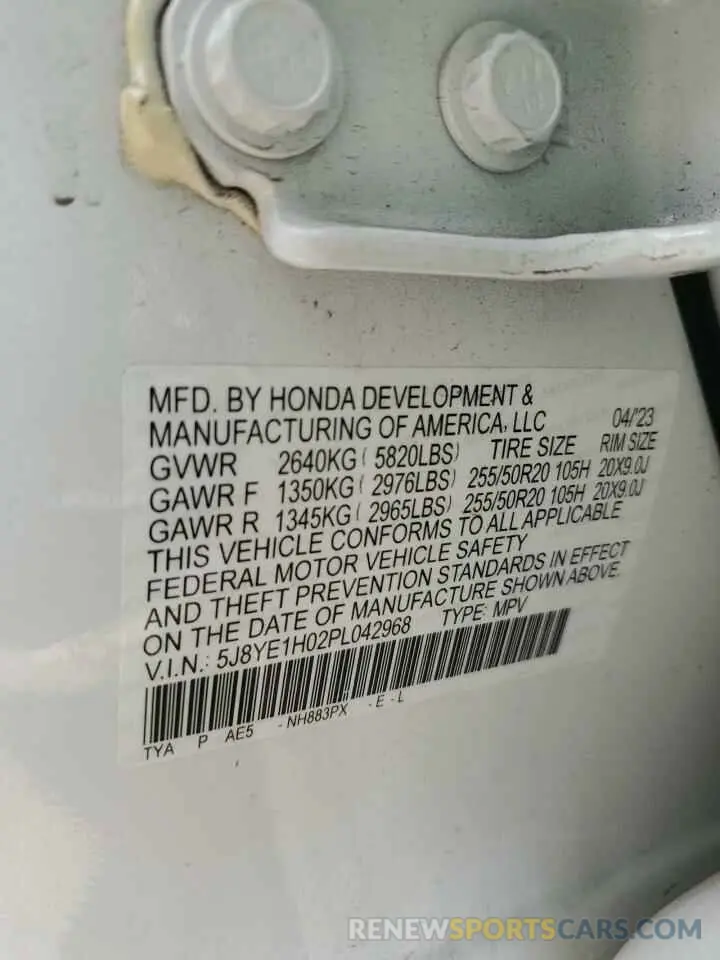 MFD. BY HONDA DEVELOPMENT &
MANUFACTURING OF AMERICA, LLC 04/'23
GVWR 2640KG ( 5820LBS) TIRE SIZE RIM SIZE
GAWR F 1350KG ( 2976LBS) 255/50R20 105H 20X9.0J
GAWR R 1345KG ( 2965LBS) 255/50R20 105H 20X9.0J
THIS VEHICLE CONFORMS TO ALL APPLICABLE
FEDERAL MOTOR VEHICLE SAFETY
AND THEFT PREVENTION STANDARDS IN EFFECT
ON THE DATE OF MANUFACTURE SHOWN ABOVE.
V.I.N.: 5J8YE1H02PL042968 TYPE: MPV
TYA P AE5 - NH883PX - E - L
RENEWSPORTSCARS.COM